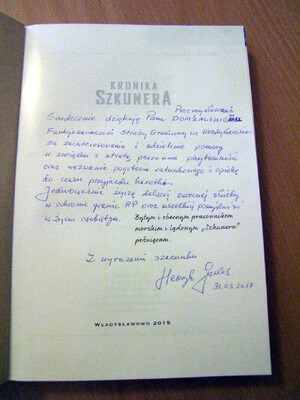 KRONIKA
SZKUNERA
Przemysławowi
Serdecznie dziękuję Panu DOMŻALSKIEMU
Funkcjonariuszowi Straży Granicznej we Władysławowie
za zainteresowanie i udzielenie pomocy
w związku z utratą przeze mnie przytomności
oraz wezwanie pogotowia ratunkowego i opiekę
do czasu przyjazdu karetki.
Jednocześnie życzę dalszej owocnej służby
w ochronie granic RP oraz wszelkiej pomyślności
w życiu osobistym.
Byłym i obecnym pracownikom
morskim i lądowym „Szkunera”
poświęcam.
Z wyrazami szacunku
Henryk
31.03.2017
WŁADYSŁAWOWO 2015